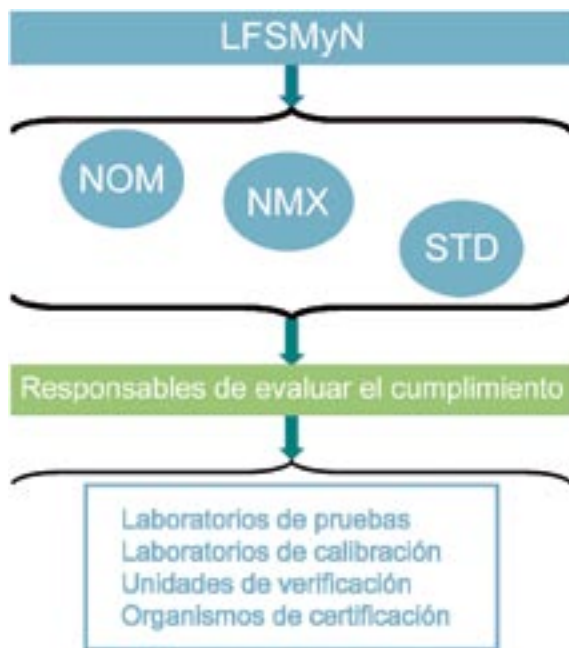 LFSMyN
NOM
NMX
STD
Responsables de evaluar el cumplimiento
Laboratorios de pruebas
Laboratorios de calibración
Unidades de verificación
Organismos de certificación